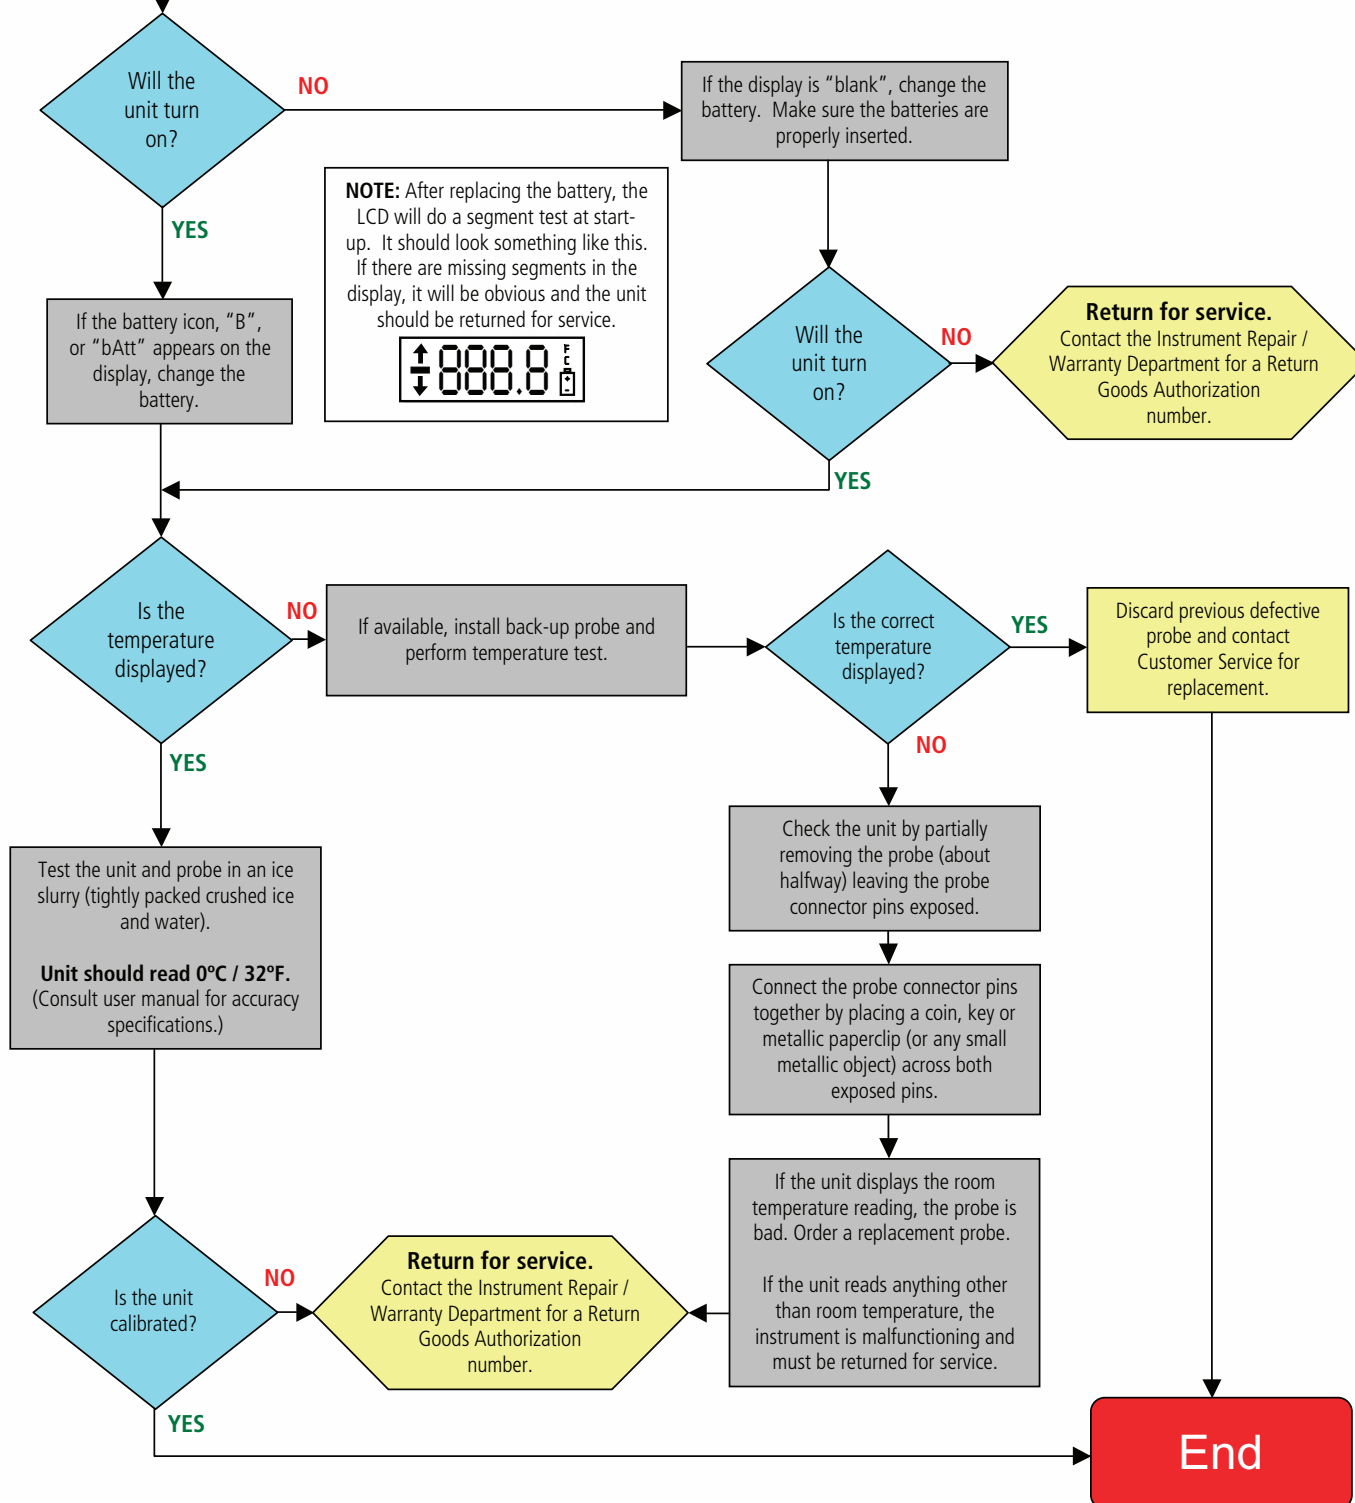 Will the
unit turn
on?
NO
If the display is “blank”, change the
battery.  Make sure the batteries are
properly inserted.
YES
NOTE: After replacing the battery, the
LCD will do a segment test at start-
up.  It should look something like this.
If there are missing segments in the
display, it will be obvious and the unit
should be returned for service.
888.8
F
C
+
-
If the battery icon, “B”,
or “bAtt” appears on the
display, change the
battery.
Will the
unit turn
on?
NO
Return for service.
Contact the Instrument Repair /
Warranty Department for a Return
Goods Authorization
number.
YES
Is the
temperature
displayed?
NO
If available, install back-up probe and
perform temperature test.
Is the correct
temperature
displayed?
YES
Discard previous defective
probe and contact
Customer Service for
replacement.
NO
YES
Test the unit and probe in an ice
slurry (tightly packed crushed ice
and water).
Unit should read 0ºC / 32ºF.
(Consult user manual for accuracy
specifications.)
Check the unit by partially
removing the probe (about
halfway) leaving the probe
connector pins exposed.
Connect the probe connector pins
together by placing a coin, key or
metallic paperclip (or any small
metallic object) across both
exposed pins.
If the unit displays the room
temperature reading, the probe is
bad. Order a replacement probe.
If the unit reads anything other
than room temperature, the
instrument is malfunctioning and
must be returned for service.
Is the unit
calibrated?
NO
Return for service.
Contact the Instrument Repair /
Warranty Department for a Return
Goods Authorization
number.
YES
End